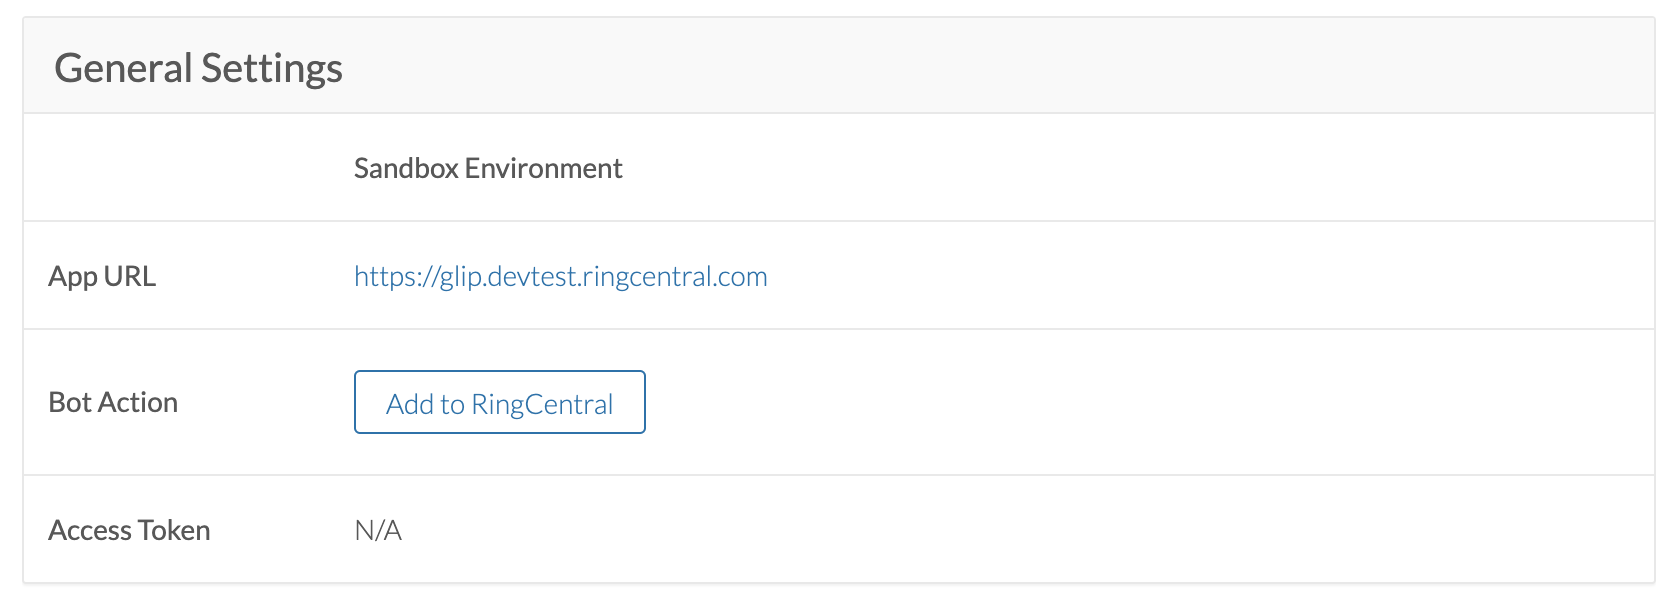 General Settings
Sandbox Environment
App URL https://glip.devtest.ringcentral.com
Bot Action Add to RingCentral
Access Token N/A